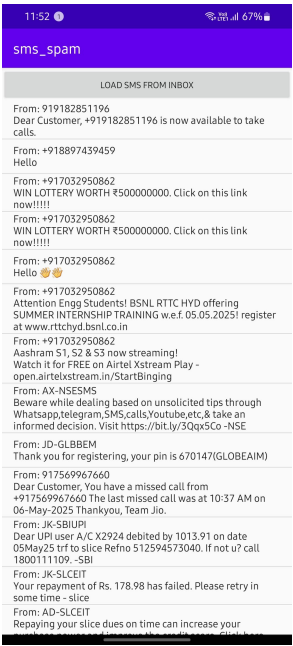 11:52 1 Vo) LTE1 67%
sms_spam
LOAD SMS FROM INBOX
From: 919182851196
Dear Customer, +919182851196 is now available to take
calls.
From: +918897439459
Hello
From: +917032950862
WIN LOTTERY WORTH ₹500000000. Click on this link
now!!!!!
From: +917032950862
WIN LOTTERY WORTH ₹500000000. Click on this link
now!!!!!
From: +917032950862
Hello 👋👋
From: +917032950862
Attention Engg Students! BSNL RTTC HYD offering
SUMMER INTERNSHIP TRAINING w.e.f. 05.05.2025! register
at www.rttchyd.bsnl.co.in
From: +917032950862
Aashram S1, S2 & S3 now streaming!
Watch it for FREE on Airtel Xstream Play -
open.airtelxstream.in/StartBinging
From: AX-NSESMS
Beware while dealing based on unsolicited tips through
Whatsapp,telegram,SMS,calls,Youtube,etc,& take an
informed decision. Visit https://bit.ly/3Qqx5Co -NSE
From: JD-GLBBEM
Thank you for registering, your pin is 670147(GLOBEAIM)
From: 917569967660
Dear Customer, You have a missed call from
+917569967660 The last missed call was at 10:37 AM on
06-May-2025 Thankyou, Team Jio.
From: JK-SBIUPI
Dear UPI user A/C X2924 debited by 1013.91 on date
05May25 trf to slice Refno 512594573040. If not u? call
1800111109. -SBI
From: JK-SLCEIT
Your repayment of Rs. 178.98 has failed. Please retry in
some time - slice
From: AD-SLCEIT
Repaying your slice dues on time can increase your